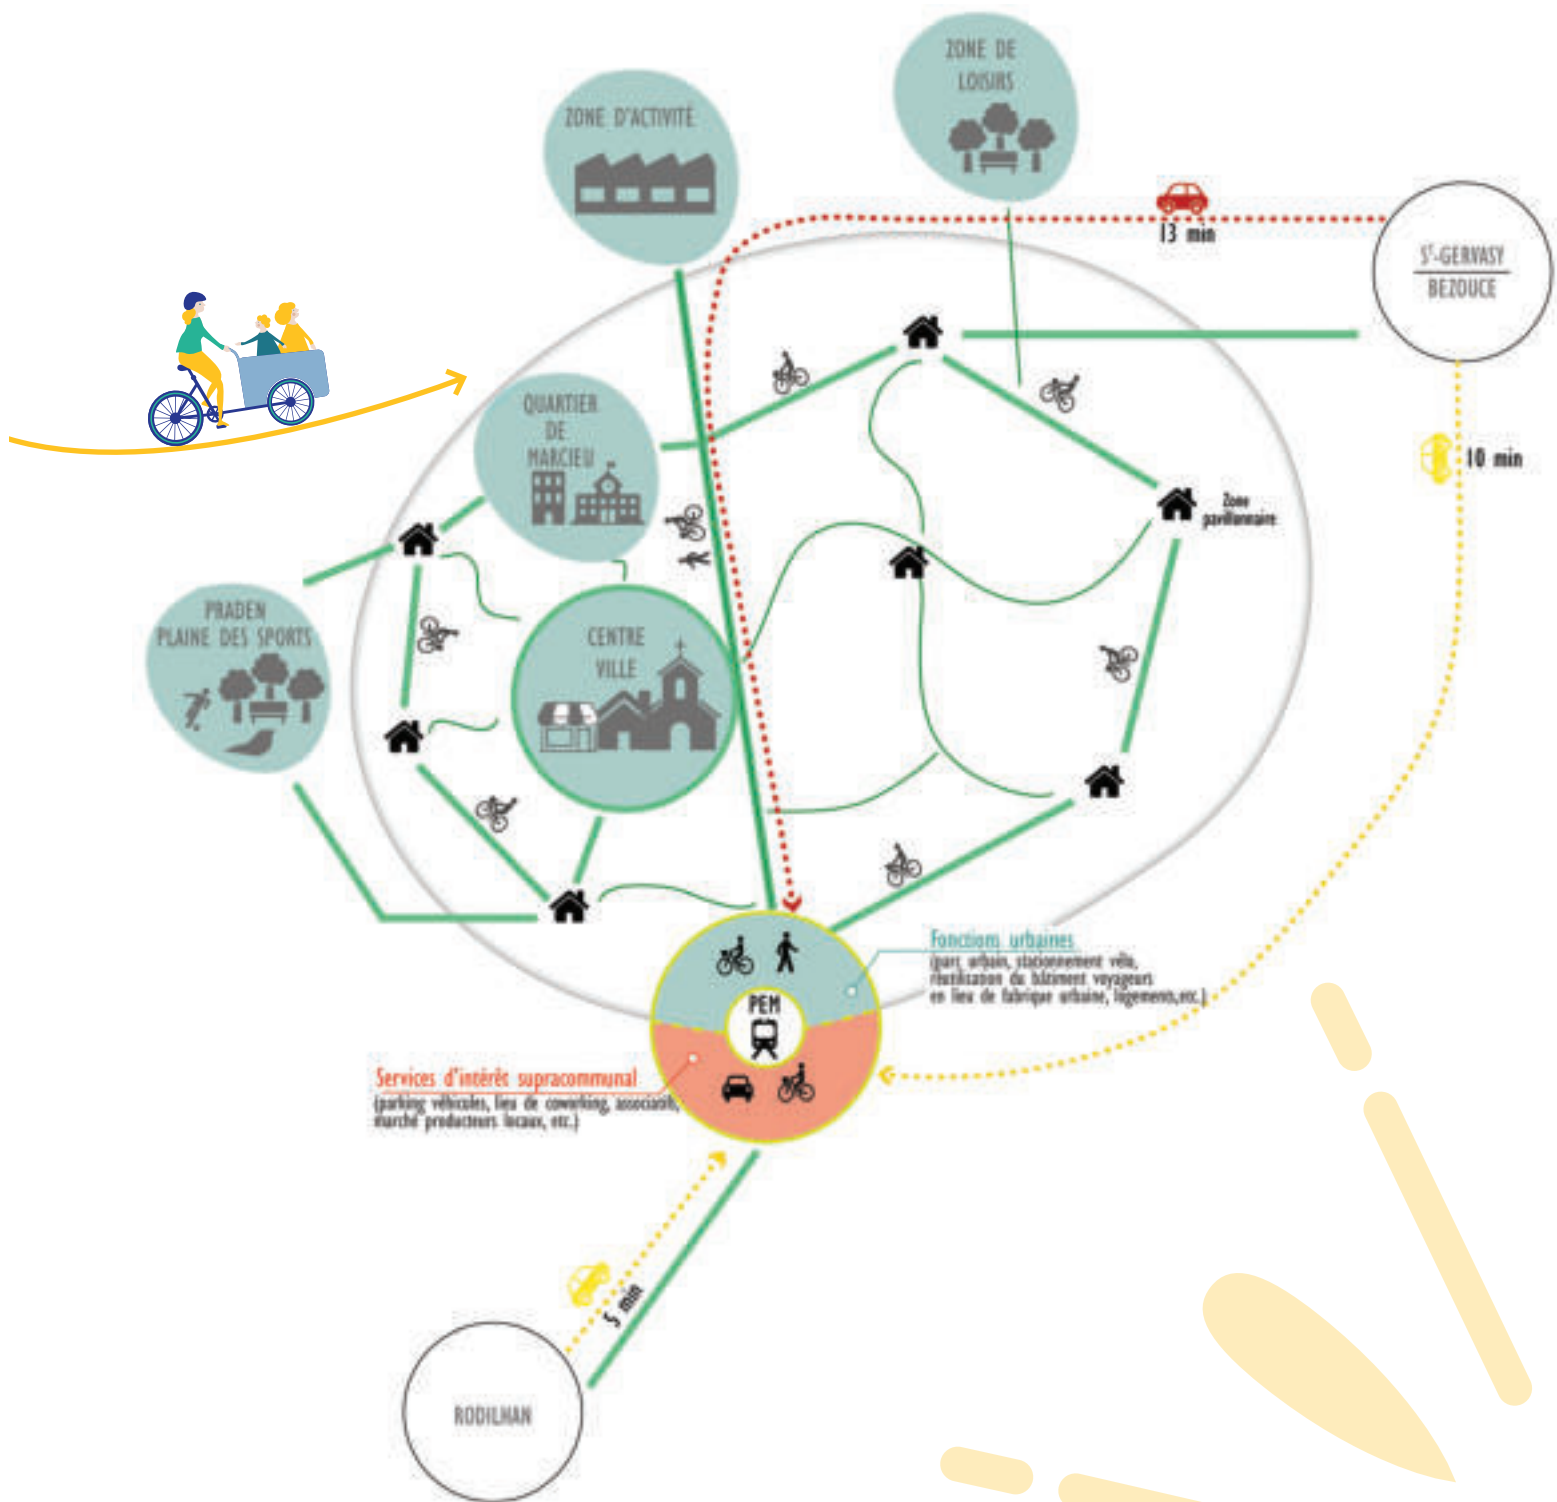 ZONE DE
LOISIRS
ZONE D'ACTIVITÉ
13 min
Sᵗ-GERVASY
BEZOUCE
QUARTIER
DE
MARCIEU
10 min
Zone
pavillonnaire
PRADEN
PLAINE DES SPORTS
CENTRE
VILLE
Fonctions urbaines
(parc urbain, stationnement vélo,
réutilisation du bâtiment voyageurs
en lieu de fabrique urbaine, logements,etc.)
PEM
Services d'intérêt supracommunal
(parking véhicules, lieu de coworking, associatifs,
marché producteurs locaux, etc.)
5 min
RODILHAN